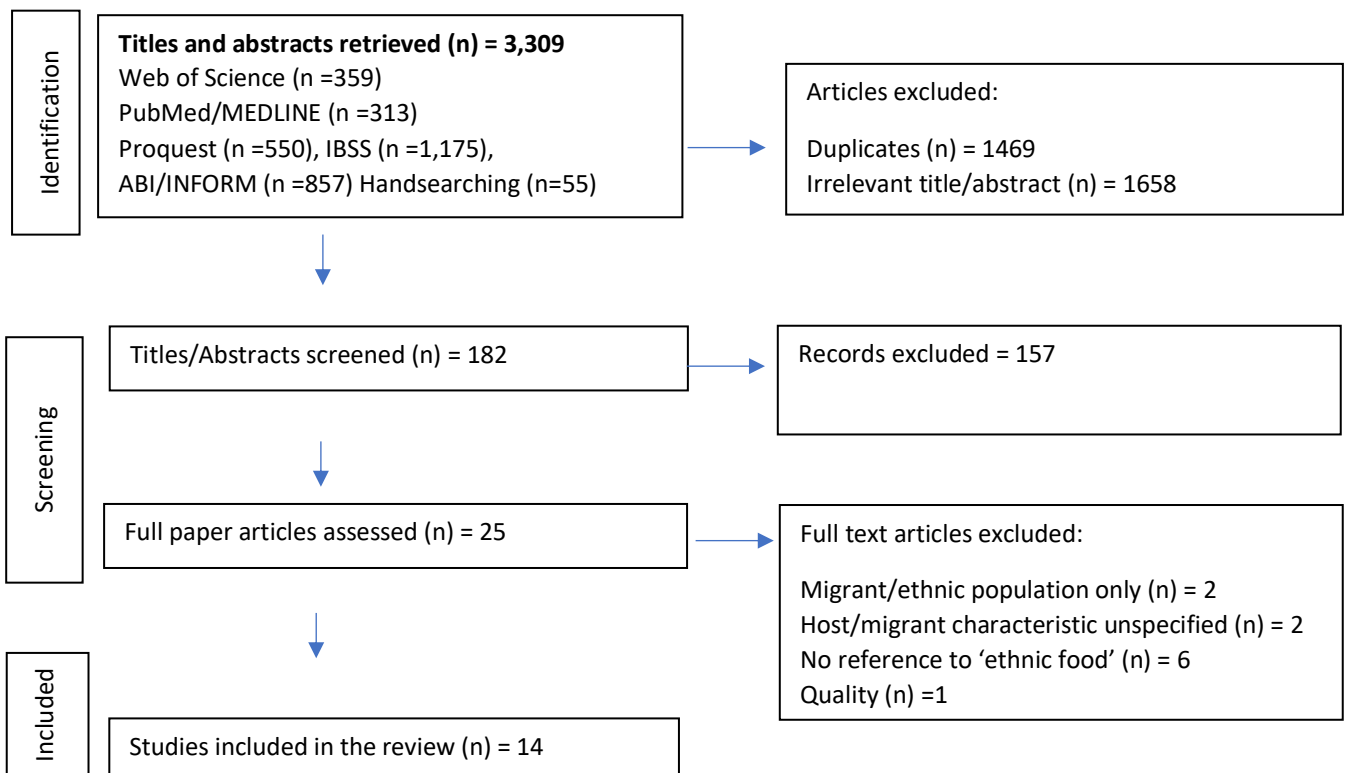 Identification
Titles and abstracts retrieved (n) = 3,309
Web of Science (n =359)
PubMed/MEDLINE (n =313)
Proquest (n =550), IBSS (n =1,175),
ABI/INFORM (n =857) Handsearching (n=55)
Articles excluded:
Duplicates (n) = 1469
Irrelevant title/abstract (n) = 1658
Screening
Titles/Abstracts screened (n) = 182
Records excluded = 157
Full paper articles assessed (n) = 25
Full text articles excluded:
Migrant/ethnic population only (n) = 2
Host/migrant characteristic unspecified (n) = 2
No reference to ‘ethnic food’ (n) = 6
Quality (n) =1
Included
Studies included in the review (n) = 14